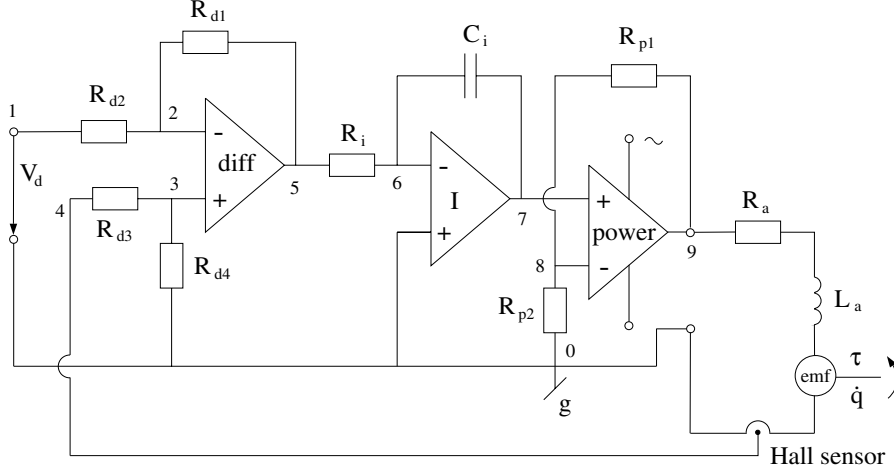 R d1
C i
R p1
1
R d2
2
-
diff
R i
5
6
-
I
+
7
~
V d
4
R d3
3
+
R d4
+
power
-
8
9
R a
L a
R p2
0
g
emf
τ
q̇
Hall sensor